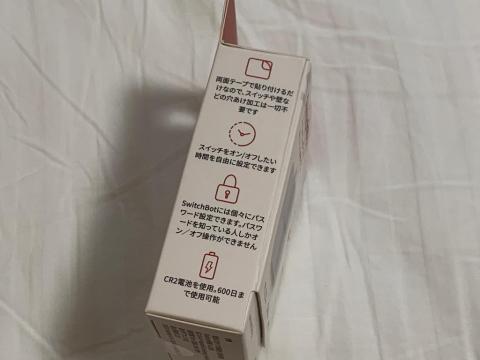 両面テープで貼り付けるだ
けなので、スイッチや壁な
どの穴あけ加工は一切不
要です
スイッチをオン/オフしたい
時間を自由に設定できます
SwitchBotには個々にパス
ワード設定できます。パスワ
ードを知っている人しかオ
ン/オフ操作ができません
CR2電池を使用。600日ま
で使用可能